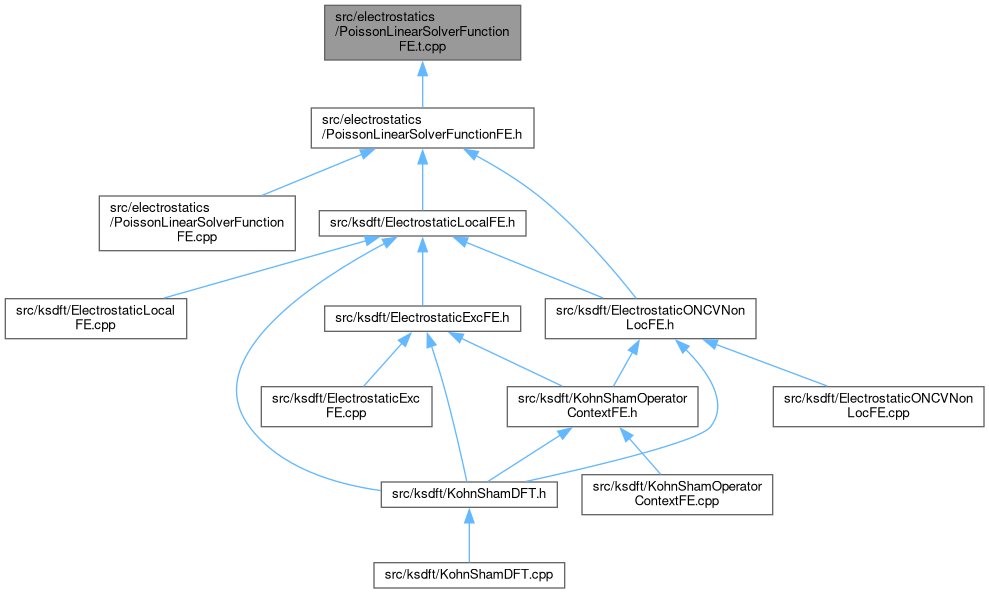 src/electrostatics
/PoissonLinearSolverFunction
FE.t.cpp
src/electrostatics
/PoissonLinearSolverFunctionFE.h
src/electrostatics
/PoissonLinearSolverFunction
FE.cpp
src/ksdft/ElectrostaticLocalFE.h
src/ksdft/ElectrostaticLocal
FE.cpp
src/ksdft/ElectrostaticExcFE.h
src/ksdft/ElectrostaticONCVNon
LocFE.h
src/ksdft/ElectrostaticExc
FE.cpp
src/ksdft/KohnShamOperator
ContextFE.h
src/ksdft/ElectrostaticONCVNon
LocFE.cpp
src/ksdft/KohnShamDFT.h
src/ksdft/KohnShamOperator
ContextFE.cpp
src/ksdft/KohnShamDFT.cpp